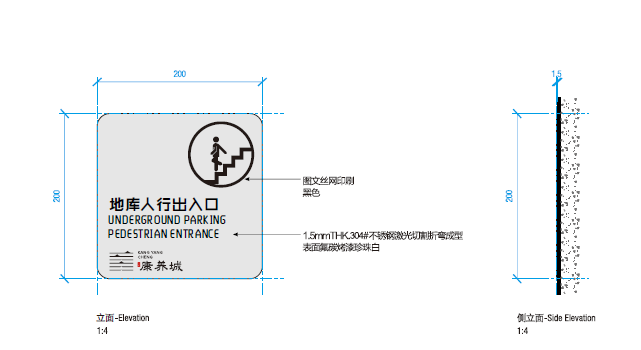 200
1.5
200
地库人行出入口
UNDERGROUND PARKING
PEDESTRIAN ENTRANCE
KANG YANG
CHENG
康养城
图文丝网印刷
黑色
1.5mmTHK,304#不锈钢激光切割折弯成型
表面氟碳烤漆珍珠白
200
立面-Elevation
1:4
侧立面-Side Elevation
1:4